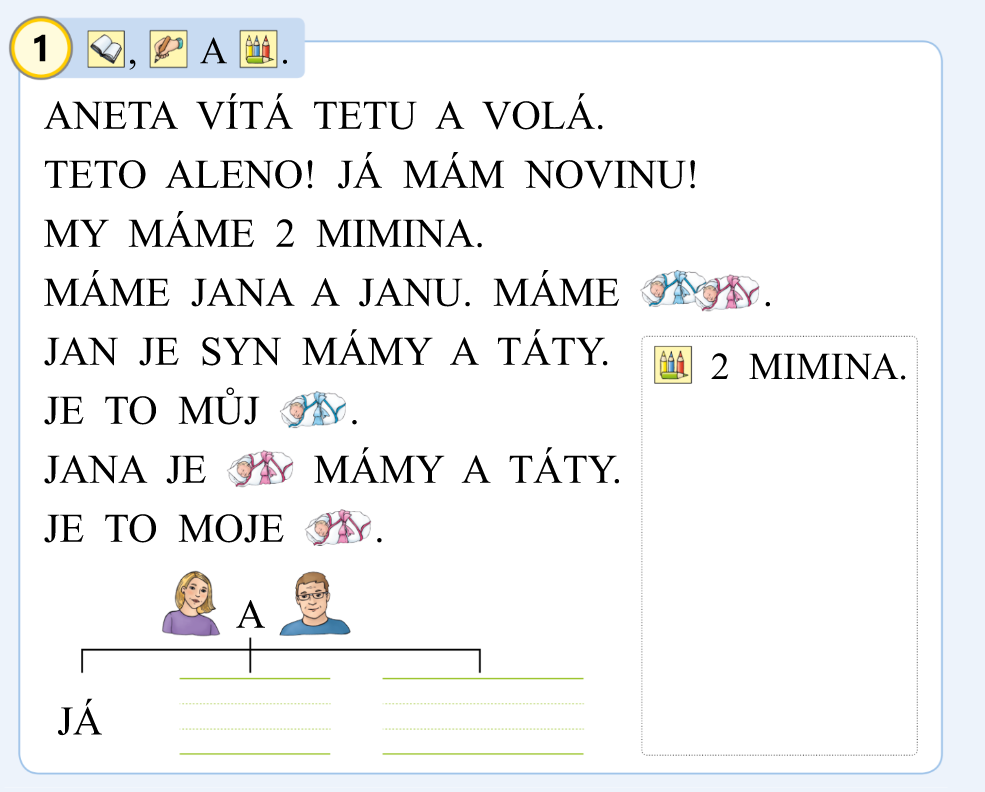 1 , A .
ANETA VÍTÁ TETU A VOLÁ.
TETO ALENO! JÁ MÁM NOVINU!
MY MÁME 2 MIMINA.
MÁME JANA A JANU. MÁME .
JAN JE SYN MÁMY A TÁTY.
JE TO MŮJ .
JANA JE MÁMY A TÁTY.
JE TO MOJE .
2 MIMINA.
A
JÁ